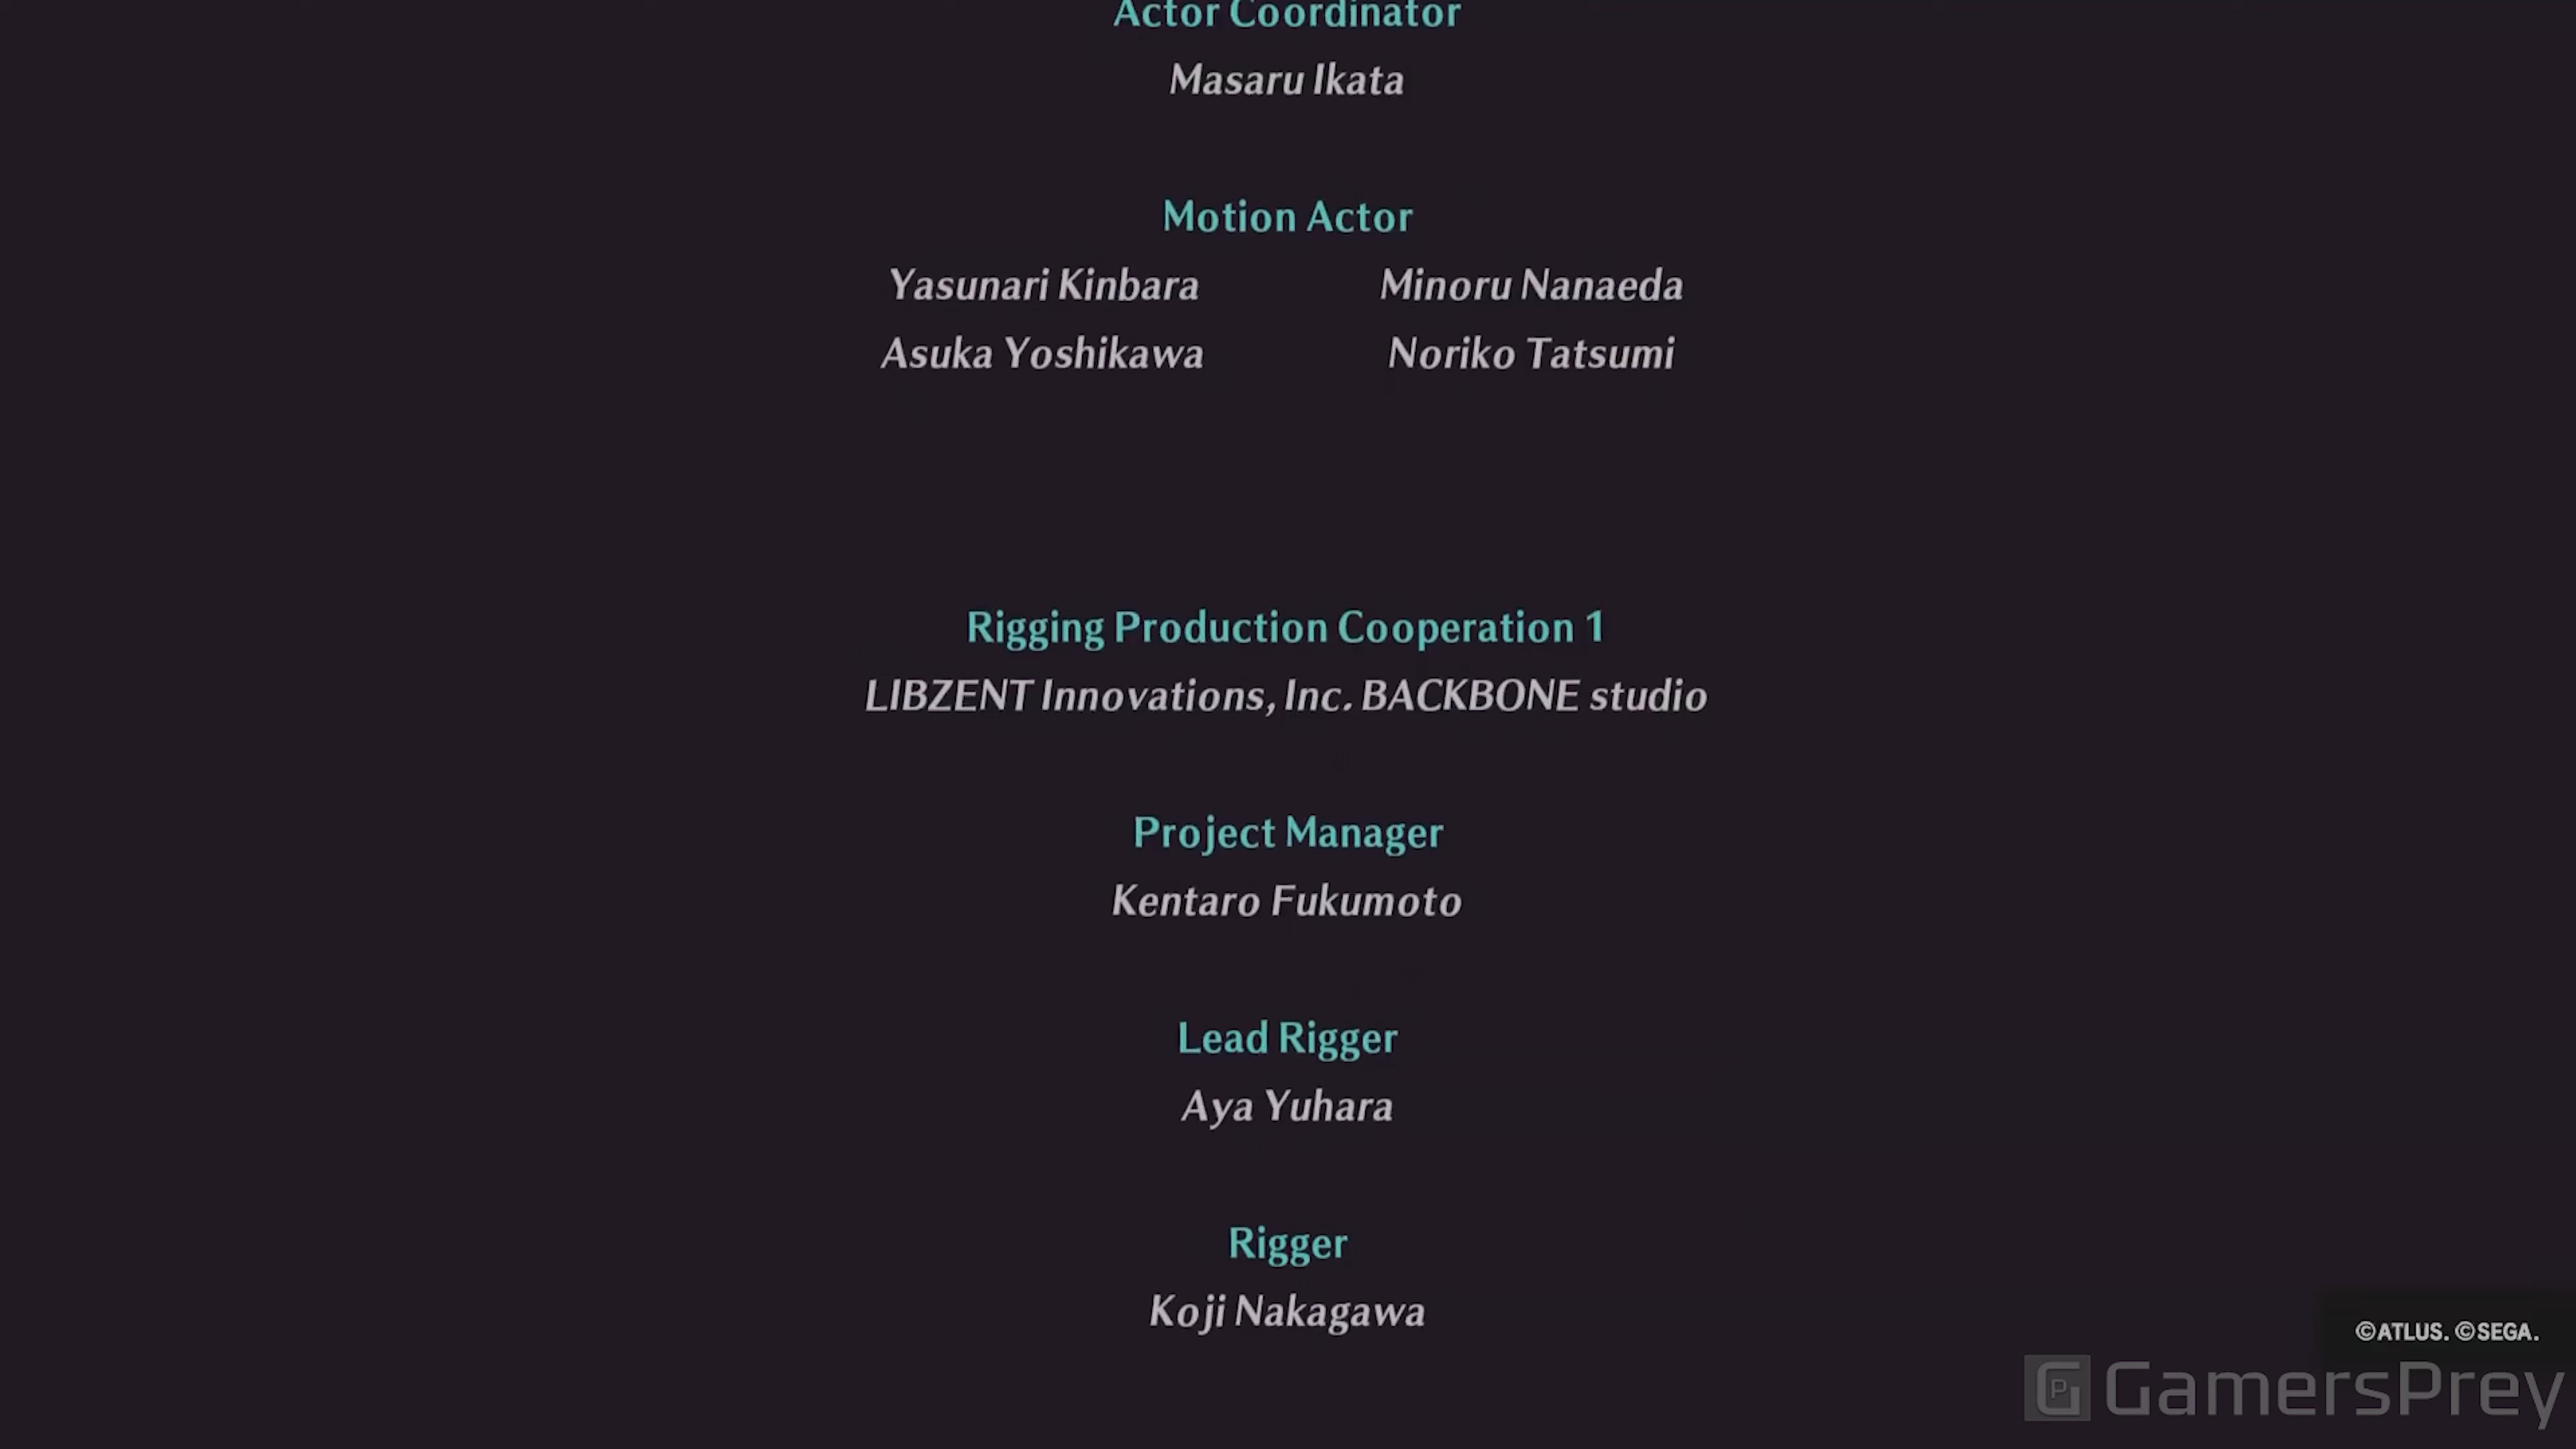 Actor Coordinator
Masaru Ikata
Motion Actor
Yasunari Kinbara Minoru Nanaeda
Asuka Yoshikawa Noriko Tatsumi
Rigging Production Cooperation 1
LIBZENT Innovations, Inc. BACKBONE studio
Project Manager
Kentaro Fukumoto
Lead Rigger
Aya Yuhara
Rigger
Koji Nakagawa
©ATLUS. ©SEGA.
GamersPrey